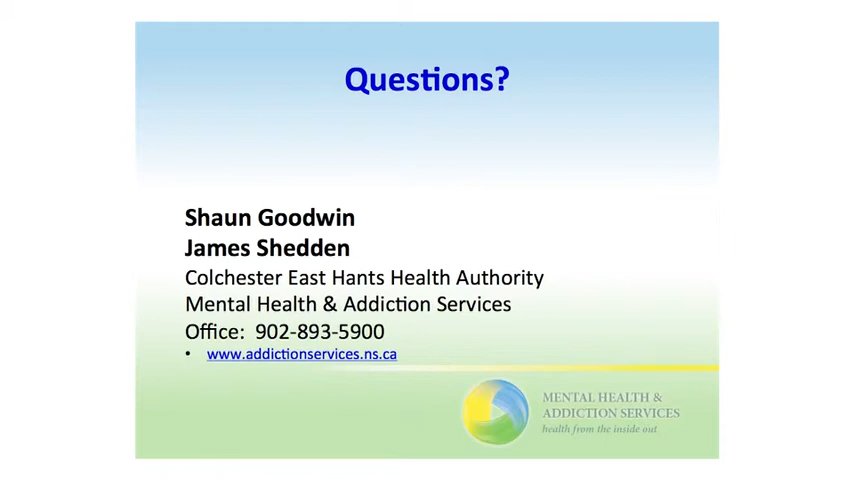 Questions?
Shaun Goodwin
James Shedden
Colchester East Hants Health Authority
Mental Health & Addiction Services
Office:  902-893-5900
• www.addictionservices.ns.ca
MENTAL HEALTH &
ADDICTION SERVICES
health from the inside out